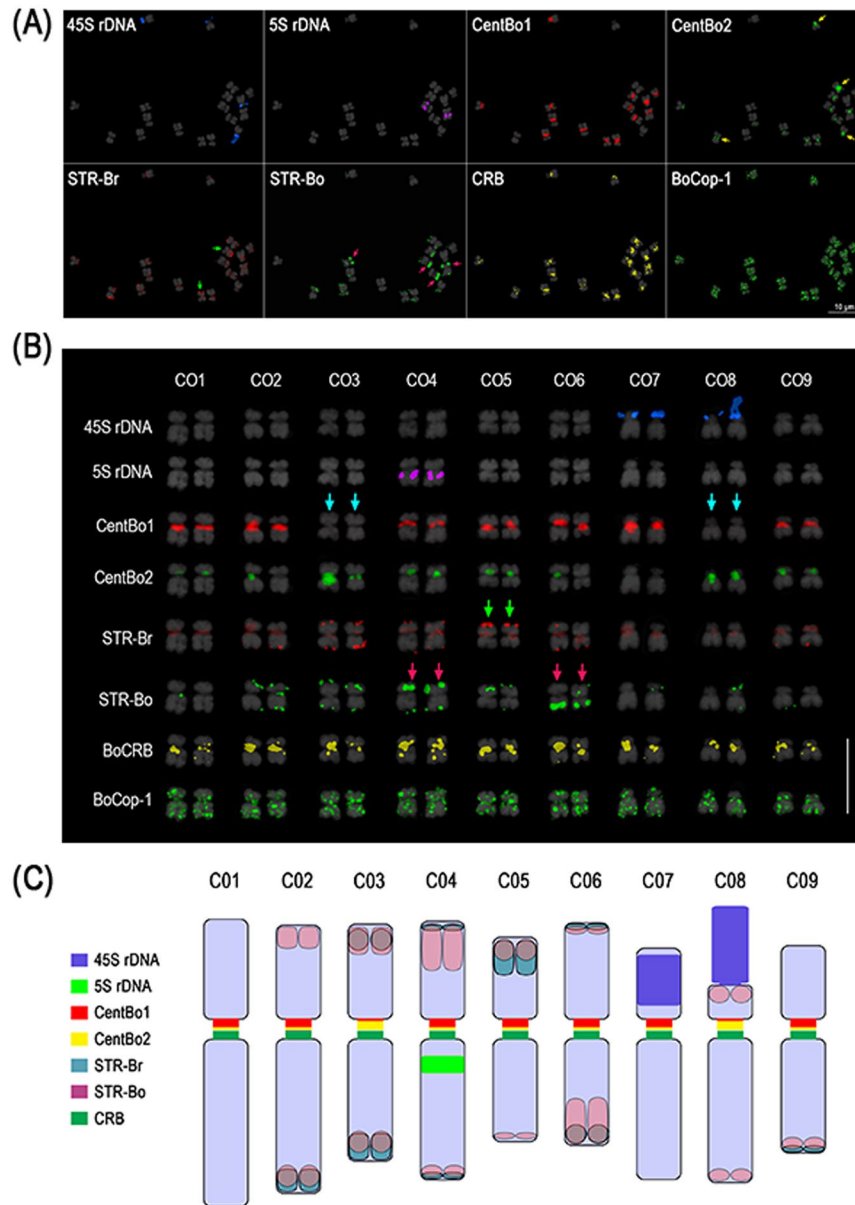 (A)
45S rDNA 5S rDNA CentBo1 CentBo2
STR-Br STR-Bo CRB BoCop-1
10 μm
(B)
CO1 CO2 CO3 CO4 CO5 CO6 CO7 CO8 CO9
45S rDNA
5S rDNA
CentBo1
CentBo2
STR-Br
STR-Bo
BoCRB
BoCop-1
(C)
C01 C02 C03 C04 C05 C06 C07 C08 C09
45S rDNA
5S rDNA
CentBo1
CentBo2
STR-Br
STR-Bo
CRB